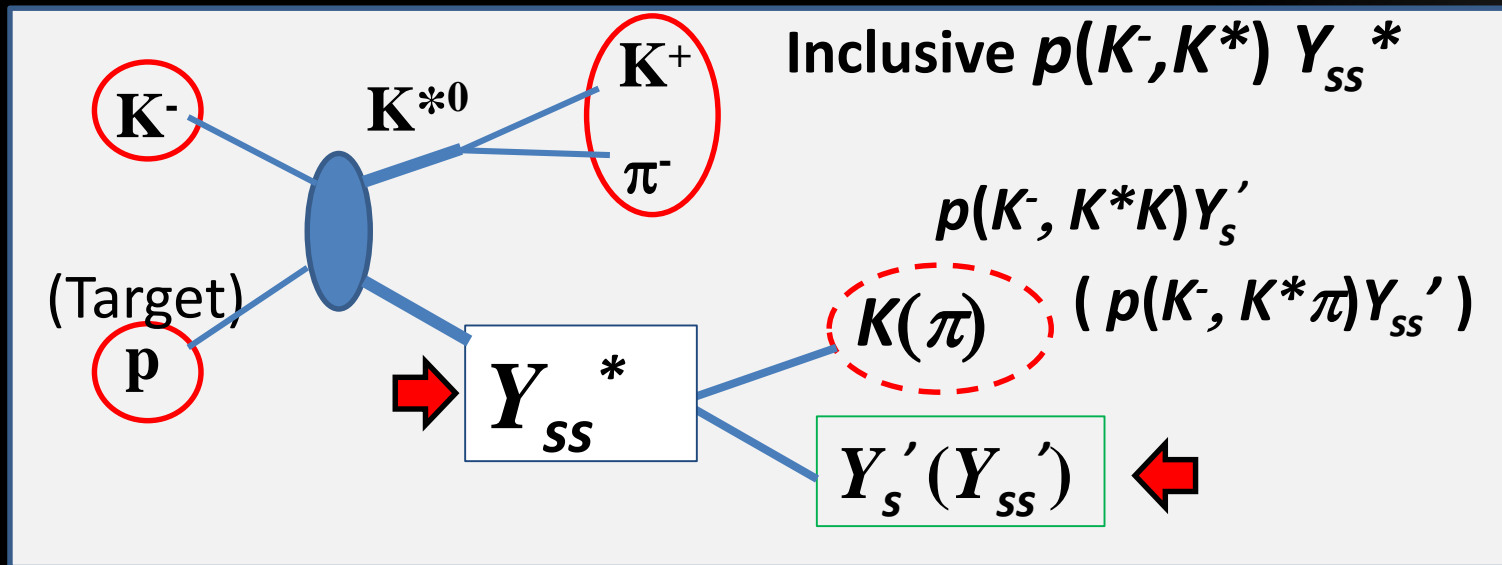 Inclusive p(K⁻,K*) Yₛₛ*
K⁻
K*⁰
K⁺
π⁻
p(K⁻, K*K)Yₛ′
( p(K⁻, K*π)Yₛₛ′ )
(Target)
p
K(π)
Yₛₛ*
Yₛ′(Yₛₛ′)